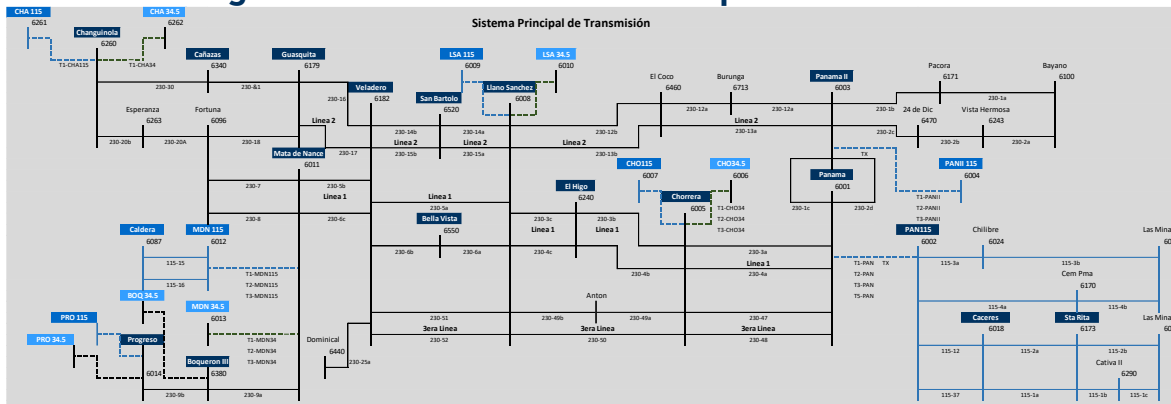 Sistema Principal de Transmisión
CHA 115
6261
CHA 34.5
6262
Changuinola
6260
T1-CHA115
T1-CHA34
Cañazas
6340
Guasquita
6179
230-30
230-16
LSA 115
6009
LSA 34.5
6010
Veladero
6182
San Bartolo
6520
Llano Sanchez
6008
El Coco
6460
Burunga
6713
Panama II
6003
Pacora
6171
Bayano
6100
230-12a
230-12a
230-1b
230-1a
Esperanza
6263
Fortuna
6096
24 de Dic
6470
Vista Hermosa
6243
Linea 2
230-14b
230-14a
230-12b
Linea 2
230-13a
230-2c
230-20b
230-20A
230-18
Linea 2
Linea 2
Linea 2
230-2b
230-2a
230-17
230-15b
230-15a
230-13b
Mata de Nance
6011
TX
CHO115
6007
CHO34.5
6006
PANII 115
6004
Panama
6001
El Higo
6240
Chorrera
6005
230-7
230-5b
Linea 1
Linea 1
230-5a
T1-CHO34
T2-CHO34
T3-CHO34
T1-PANII
T2-PANII
T3-PANII
230-1c
230-2d
230-8
230-6c
Bella Vista
6550
230-3c
230-3b
Linea 1
Linea 1
Caldera
6087
MDN 115
6012
PAN115
6002
Chilibre
6024
230-6b
230-6a
230-4c
230-3a
Linea 1
230-4b
230-4a
115-15
115-16
T1-MDN115
T2-MDN115
T3-MDN115
T1-PAN
TX
T2-PAN
T3-PAN
T5-PAN
115-3a
115-3b
Cem Pma
6170
BOQ 34.5
MDN 34.5
6013
Anton
115-4a
115-4b
PRO 115
230-51
230-49b
230-49a
230-47
Caceres
6018
Sta Rita
6173
3era Linea
3era Linea
3era Linea
230-52
230-50
230-48
PRO 34.5
Progreso
6014
T1-MDN34
T2-MDN34
T3-MDN34
Dominical
6440
230-25a
115-12
115-2a
115-2b
Boqueron III
6380
Cativa II
6290
230-9b
230-9a
115-37
115-1a
115-1b
115-1c